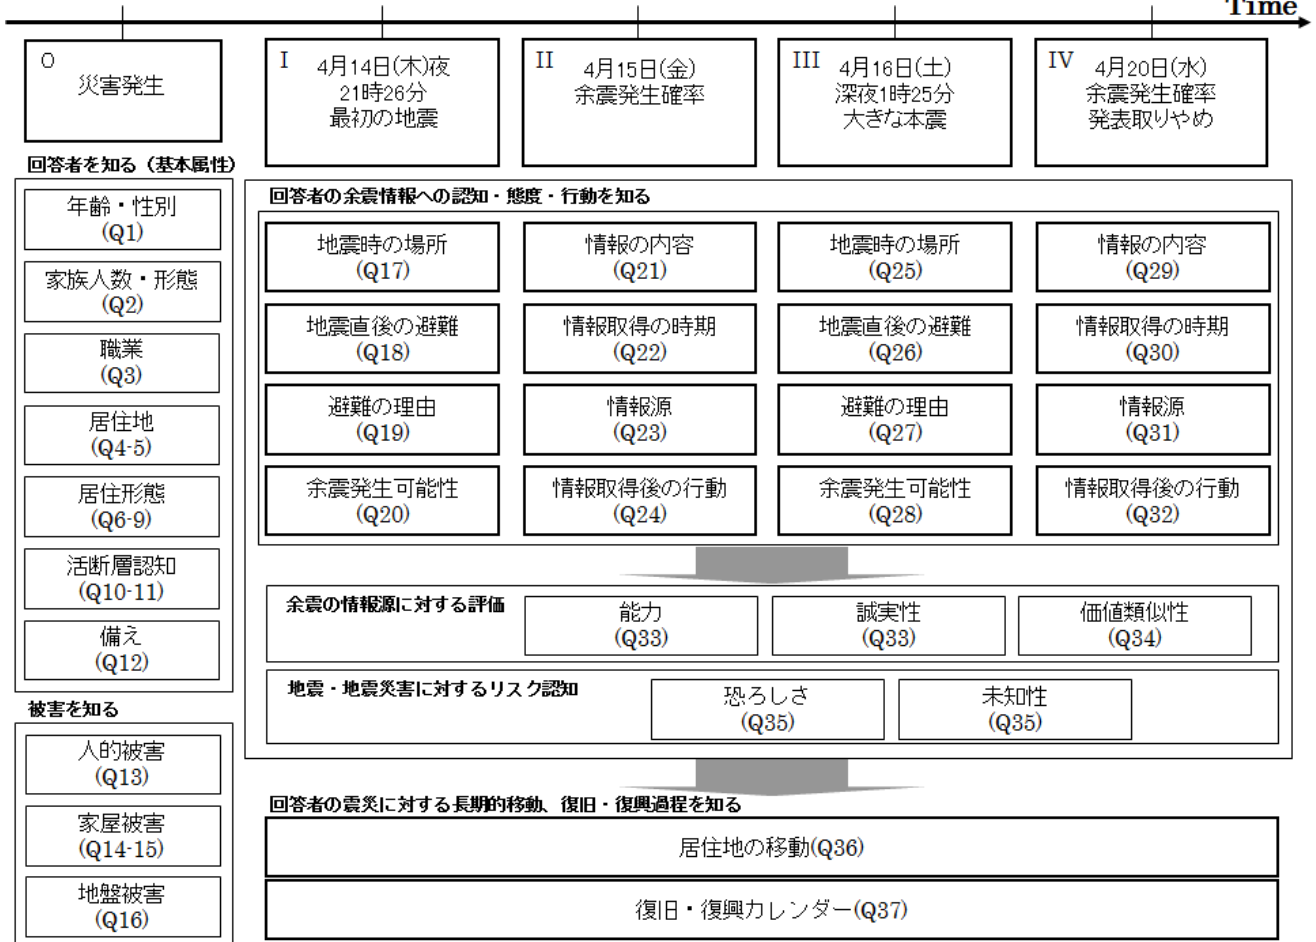 Time
O
災害発生
I
4月14日(木)夜
21時26分
最初の地震
II
4月15日(金)
余震発生確率
III
4月16日(土)
深夜1時25分
大きな本震
IV
4月20日(水)
余震発生確率
発表取りやめ
回答者を知る（基本属性）
年齢・性別
(Q1)
家族人数・形態
(Q2)
職業
(Q3)
居住地
(Q4-5)
居住形態
(Q6-9)
活断層認知
(Q10-11)
備え
(Q12)
被害を知る
人的被害
(Q13)
家屋被害
(Q14-15)
地盤被害
(Q16)
回答者の余震情報への認知・態度・行動を知る
地震時の場所
(Q17)
情報の内容
(Q21)
地震時の場所
(Q25)
情報の内容
(Q29)
地震直後の避難
(Q18)
情報取得の時期
(Q22)
地震直後の避難
(Q26)
情報取得の時期
(Q30)
避難の理由
(Q19)
情報源
(Q23)
避難の理由
(Q27)
情報源
(Q31)
余震発生可能性
(Q20)
情報取得後の行動
(Q24)
余震発生可能性
(Q28)
情報取得後の行動
(Q32)
余震の情報源に対する評価
能力
(Q33)
誠実性
(Q33)
価値類似性
(Q34)
地震・地震災害に対するリスク認知
恐ろしさ
(Q35)
未知性
(Q35)
回答者の震災に対する長期的移動、復旧・復興過程を知る
居住地の移動(Q36)
復旧・復興カレンダー(Q37)